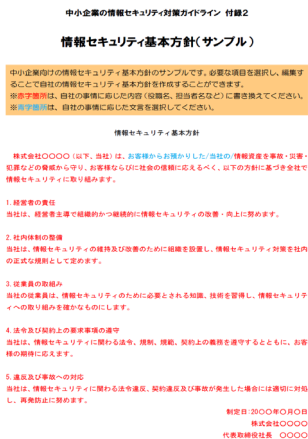 中小企業の情報セキュリティ対策ガイドライン 付録2
情報セキュリティ基本方針(サンプル)
中小企業向けの情報セキュリティ基本方針のサンプルです。必要な項目を選択し、編集す
ることで自社の情報セキュリティ基本方針を作成することができます。
※赤字箇所は、自社の事情に応じた内容(役職名、担当者名など)に書き換えてください。
※青字箇所は、自社の事情に応じた文言を選択してください。
情報セキュリティ基本方針
株式会社〇〇〇〇(以下、当社)は、お客様からお預かりした/当社の/情報資産を事故・災害・
犯罪などの脅威から守り、お客様ならびに社会の信頼に応えるべく、以下の方針に基づき全社で
情報セキュリティに取り組みます。
1.経営者の責任
当社は、経営者主導で組織的かつ継続的に情報セキュリティの改善・向上に努めます。
2.社内体制の整備
当社は、情報セキュリティの維持及び改善のために組織を設置し、情報セキュリティ対策を社内
の正式な規則として定めます。
3.従業員の取組み
当社の従業員は、情報セキュリティのために必要とされる知識、技術を習得し、情報セキュリテ
ィへの取り組みを確かなものにします。
4.法令及び契約上の要求事項の遵守
当社は、情報セキュリティに関わる法令、規制、規範、契約上の義務を遵守するとともに、お客
様の期待に応えます。
5.違反及び事故への対応
当社は、情報セキュリティに関わる法令違反、契約違反及び事故が発生した場合には適切に対処
し、再発防止に努めます。
制定日:20〇〇年〇月〇日
株式会社〇〇〇〇
代表取締役社長 〇〇〇〇